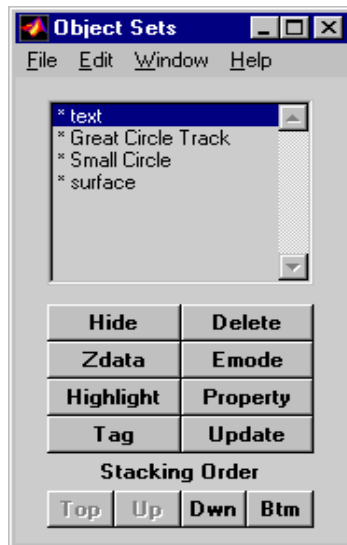 Object Sets
File Edit Window Help
* text
* Great Circle Track
* Small Circle
* surface
Hide Delete
Zdata Emode
Highlight Property
Tag Update
Stacking Order
Top Up Dwn Btm